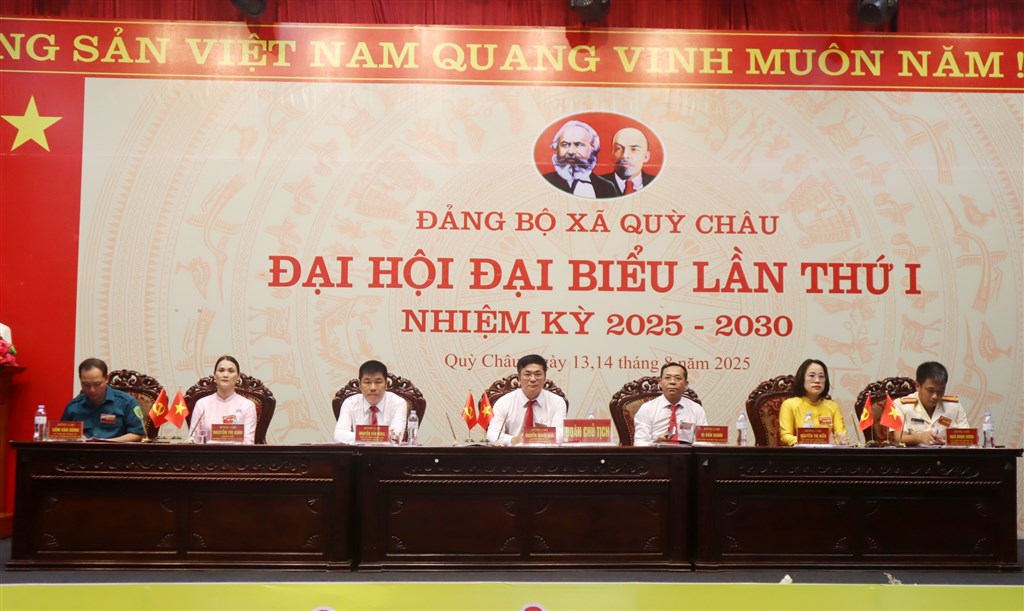 NG SẢN VIỆT NAM QUANG VINH MUÔN NĂM !
ĐẢNG BỘ XÃ QUỲ CHÂU
ĐẠI HỘI ĐẠI BIỂU LẦN THỨ I
NHIỆM KỲ 2025 - 2030
Quỳ Châu, ngày 13,14 tháng 8 năm 2025
ĐOÀN CHỦ TỊCH